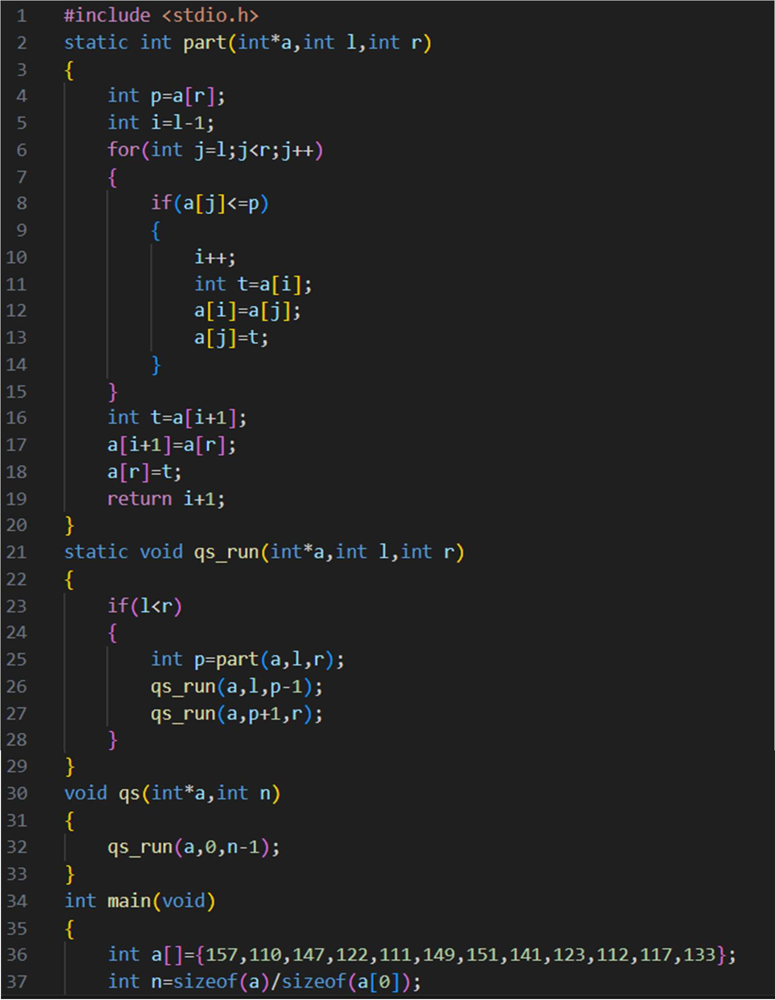 1 #include <stdio.h>
2 static int part(int*a,int l,int r)
3 {
4     int p=a[r];
5     int i=l-1;
6     for(int j=l;j<r;j++)
7     {
8         if(a[j]<=p)
9         {
10             i++;
11             int t=a[i];
12             a[i]=a[j];
13             a[j]=t;
14         }
15     }
16     int t=a[i+1];
17     a[i+1]=a[r];
18     a[r]=t;
19     return i+1;
20 }
21 static void qs_run(int*a,int l,int r)
22 {
23     if(l<r)
24     {
25         int p=part(a,l,r);
26         qs_run(a,l,p-1);
27         qs_run(a,p+1,r);
28     }
29 }
30 void qs(int*a,int n)
31 {
32     qs_run(a,0,n-1);
33 }
34 int main(void)
35 {
36     int a[]={157,110,147,122,111,149,151,141,123,112,117,133};
37     int n=sizeof(a)/sizeof(a[0]);